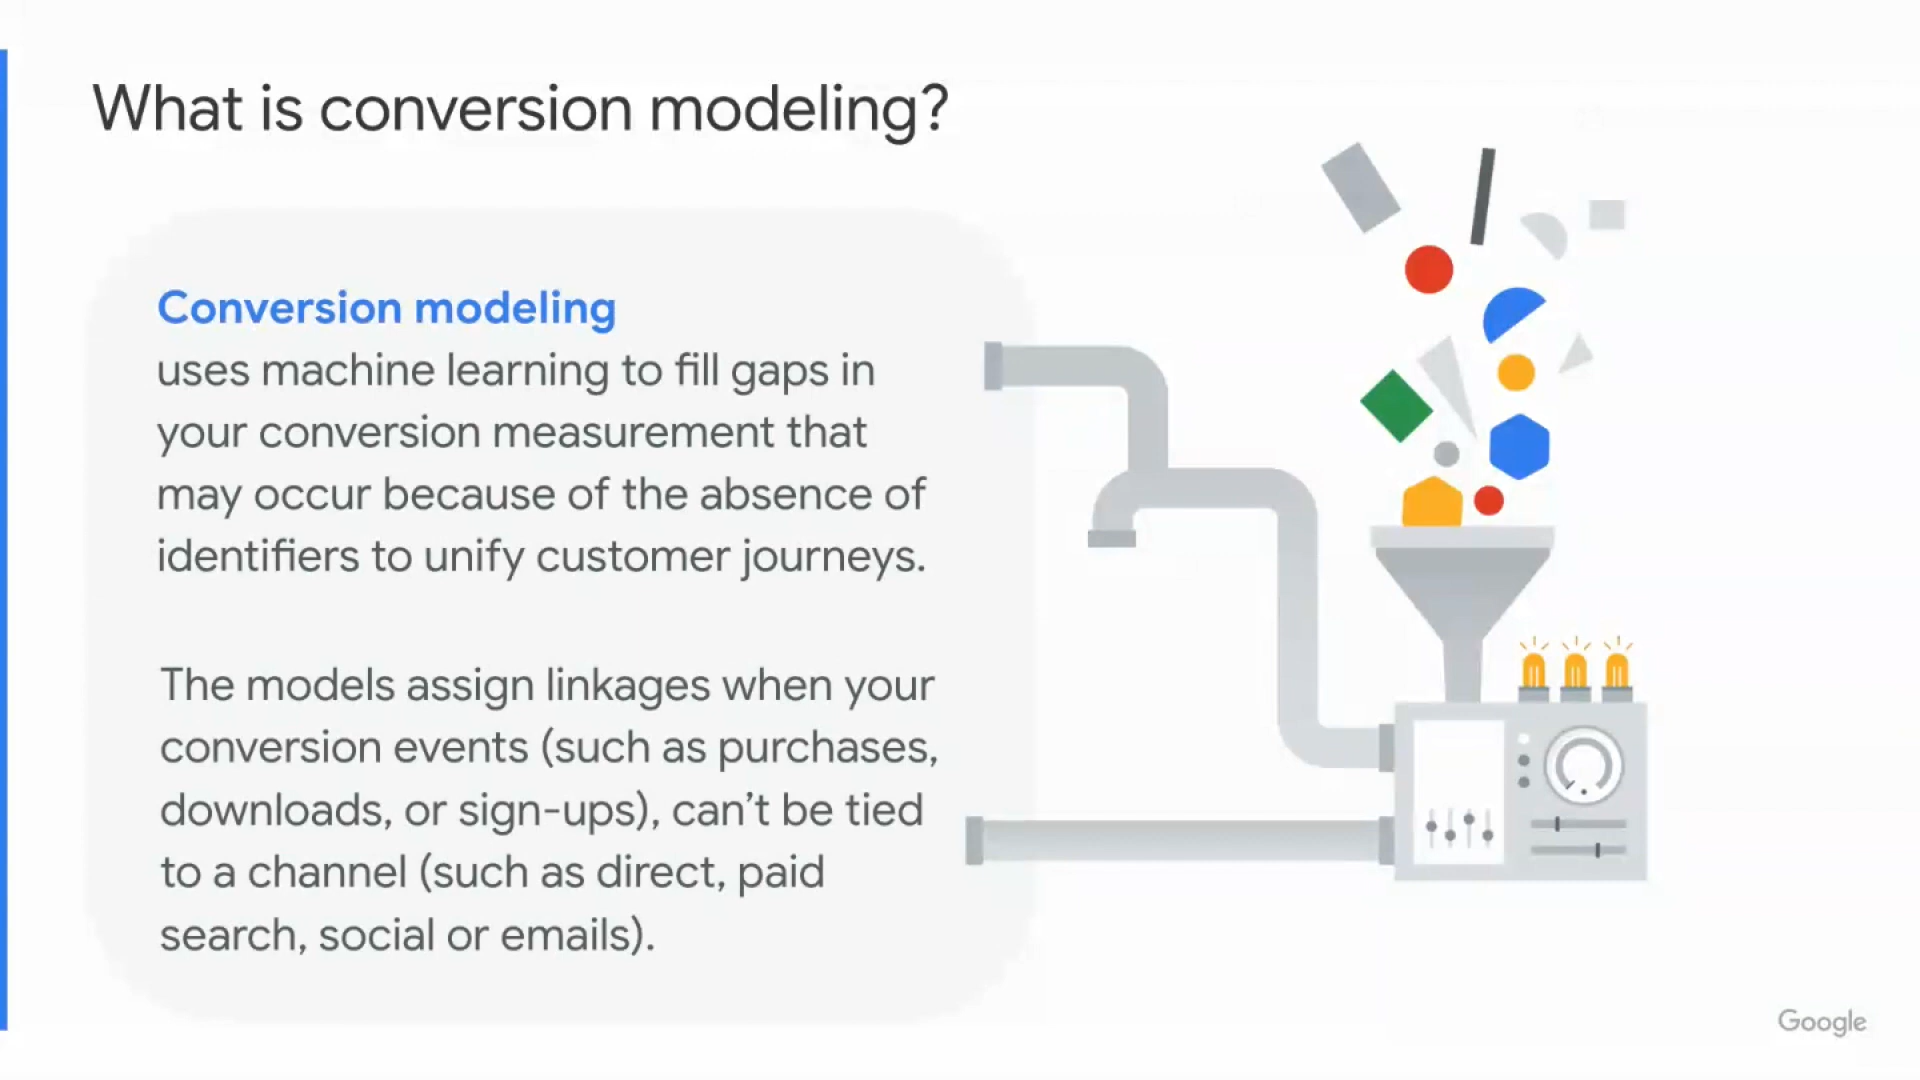 What is conversion modeling?
Conversion modeling
uses machine learning to fill gaps in
your conversion measurement that
may occur because of the absence of
identifiers to unify customer journeys.
The models assign linkages when your
conversion events (such as purchases,
downloads, or sign-ups), can’t be tied
to a channel (such as direct, paid
search, social or emails).
Google